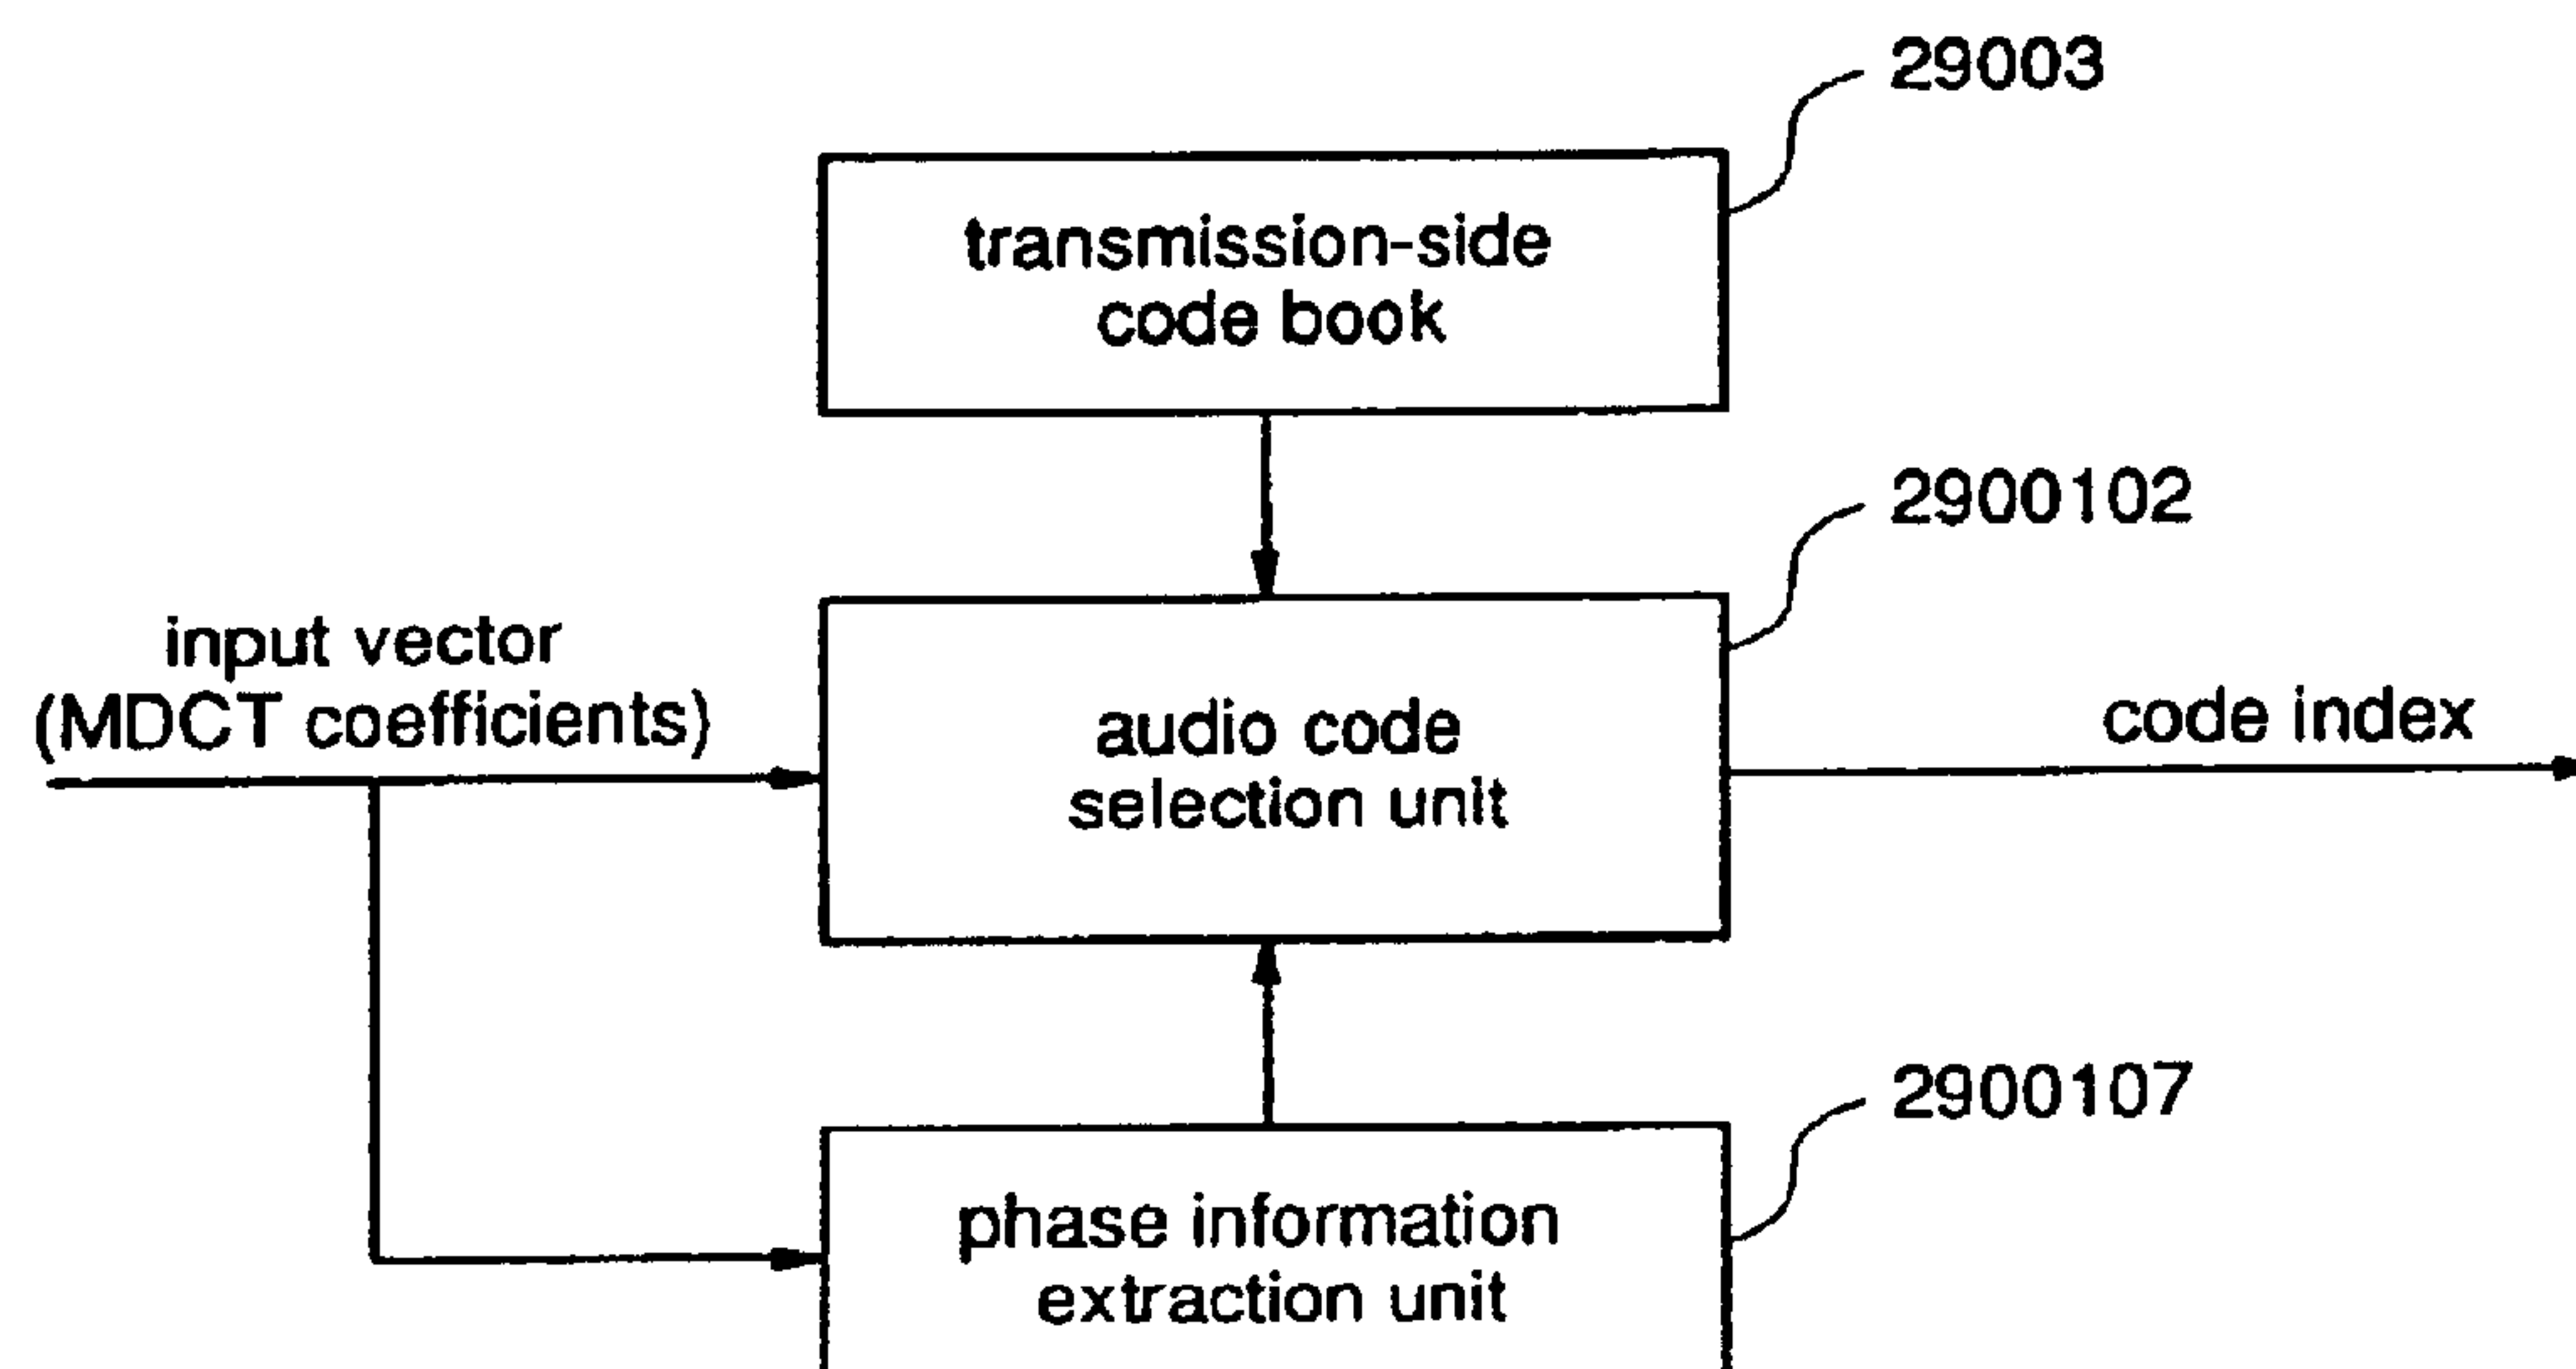 29003
transmission-side
code book
2900102
input vector
(MDCT coefficients)
audio code
selection unit
code index
2900107
phase information
extraction unit